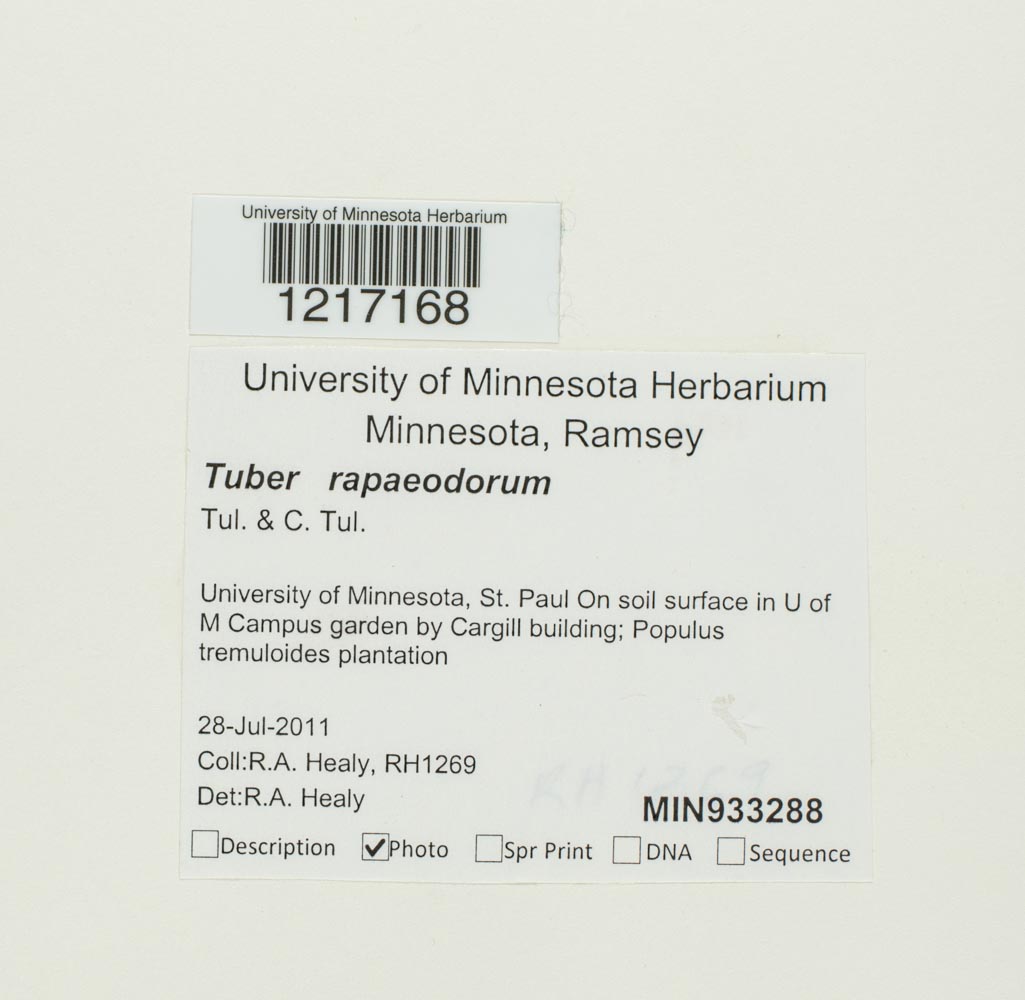 University of Minnesota Herbarium
1217168
University of Minnesota Herbarium
Minnesota, Ramsey
Tuber rapaeodorum
Tul. & C. Tul.
University of Minnesota, St. Paul On soil surface in U of
M Campus garden by Cargill building; Populus
tremuloides plantation
28-Jul-2011
Coll:R.A. Healy, RH1269
RH1269
Det:R.A. Healy
MIN933288
Description Photo Spr Print DNA Sequence